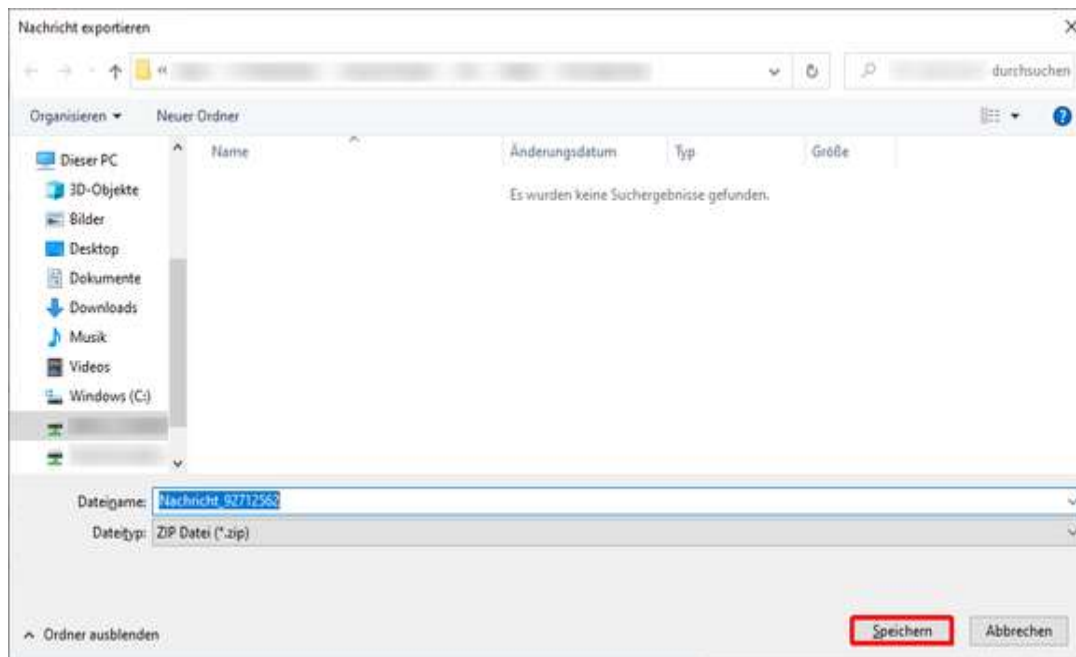 Nachricht exportieren
«
durchsuchen
Organisieren
Neuer Ordner
Name
Änderungsdatum
Typ
Größe
Dieser PC
Es wurden keine Suchergebnisse gefunden.
3D-Objekte
Bilder
Desktop
Dokumente
Downloads
Musik
Videos
Windows (C:)
Dateiname: Nachricht_92712562
Dateityp: ZIP Datei (*.zip)
Ordner ausblenden
Speichern
Abbrechen